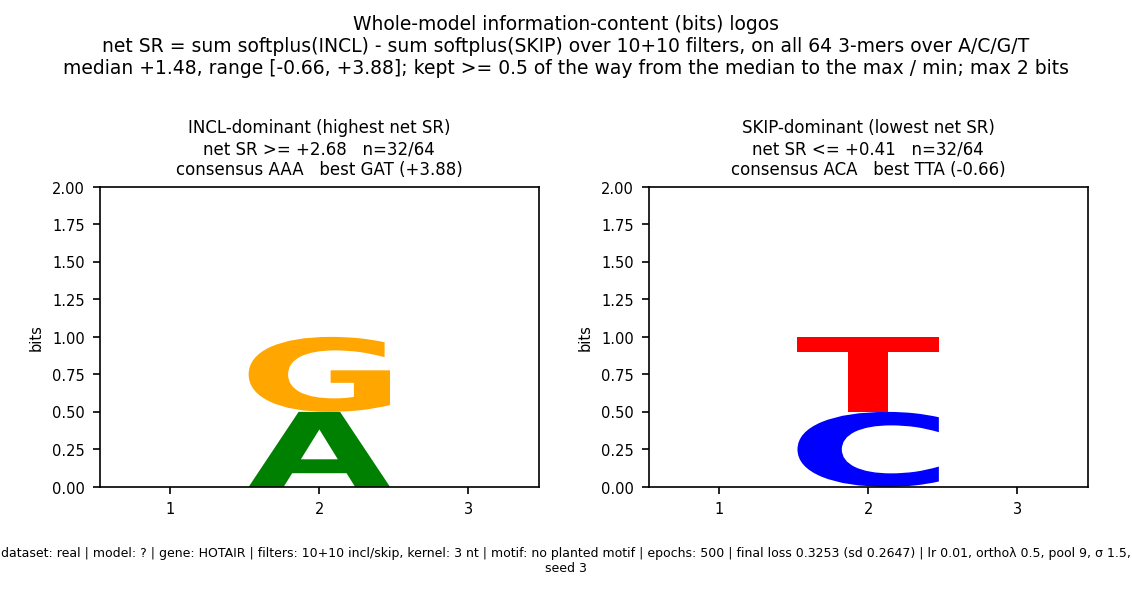 Whole-model information-content (bits) logos
net SR = sum softplus(INCL) - sum softplus(SKIP) over 10+10 filters, on all 64 3-mers over A/C/G/T
median +1.48, range [-0.66, +3.88]; kept >= 0.5 of the way from the median to the max / min; max 2 bits
INCL-dominant (highest net SR)
net SR >= +2.68   n=32/64
consensus AAA   best GAT (+3.88)
2.00
1.75
1.50
1.25
1.00
0.75
0.50
0.25
0.00
bits
G
A
1 2 3
SKIP-dominant (lowest net SR)
net SR <= +0.41   n=32/64
consensus ACA   best TTA (-0.66)
2.00
1.75
1.50
1.25
1.00
0.75
0.50
0.25
0.00
bits
T
C
1 2 3
dataset: real | model: ? | gene: HOTAIR | filters: 10+10 incl/skip, kernel: 3 nt | motif: no planted motif | epochs: 500 | final loss 0.3253 (sd 0.2647) | lr 0.01, orthoλ 0.5, pool 9, σ 1.5,
seed 3